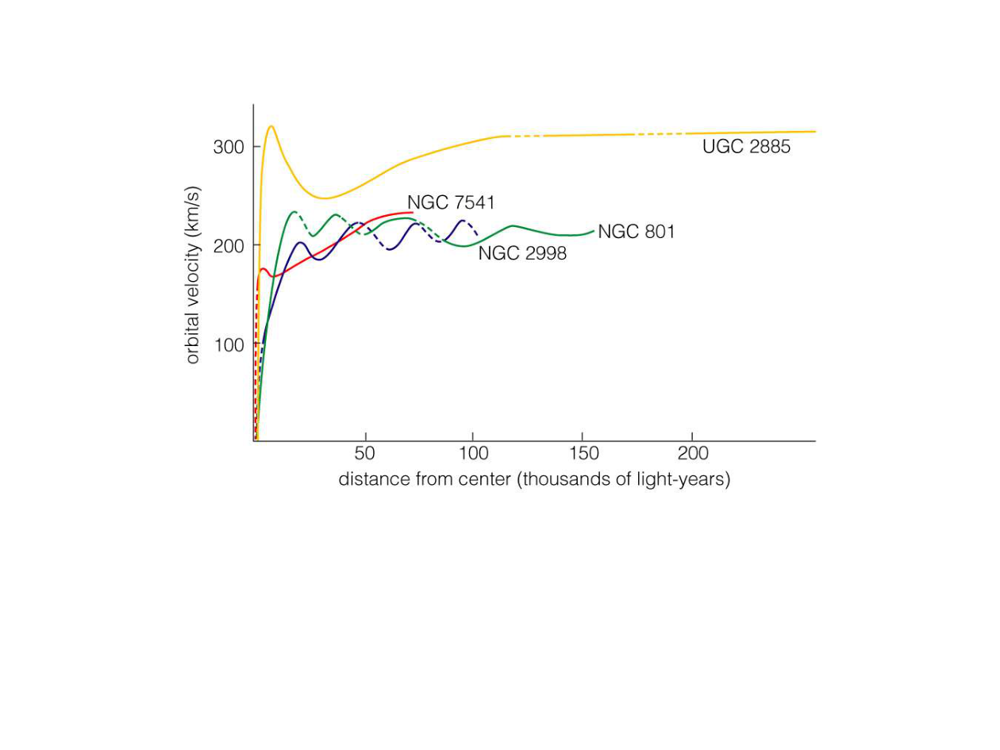 300
200
100
orbital velocity (km/s)
UGC 2885
NGC 7541
NGC 801
NGC 2998
50
100
150
200
distance from center (thousands of light-years)